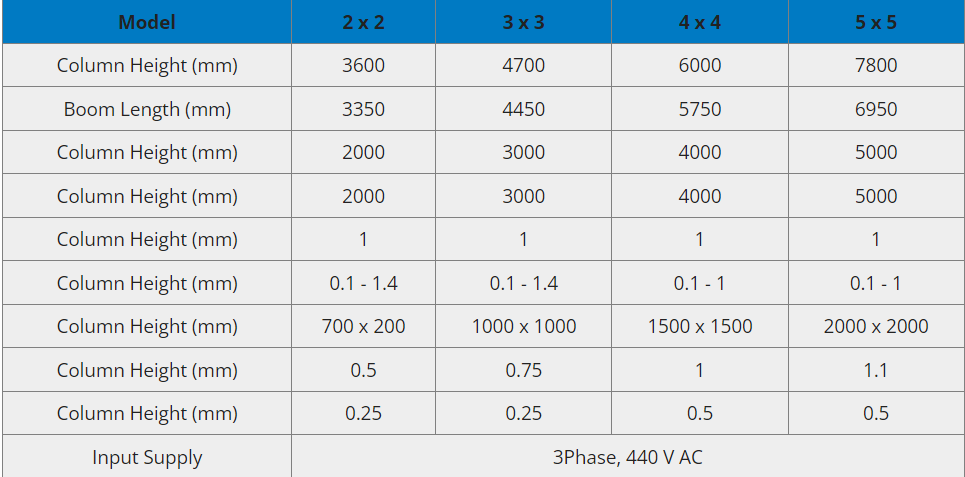 Model 2 x 2 3 x 3 4 x 4 5 x 5
Column Height (mm) 3600 4700 6000 7800
Boom Length (mm) 3350 4450 5750 6950
Column Height (mm) 2000 3000 4000 5000
Column Height (mm) 2000 3000 4000 5000
Column Height (mm) 1 1 1 1
Column Height (mm) 0.1 - 1.4 0.1 - 1.4 0.1 - 1 0.1 - 1
Column Height (mm) 700 x 200 1000 x 1000 1500 x 1500 2000 x 2000
Column Height (mm) 0.5 0.75 1 1.1
Column Height (mm) 0.25 0.25 0.5 0.5
Input Supply 3Phase, 440 V AC